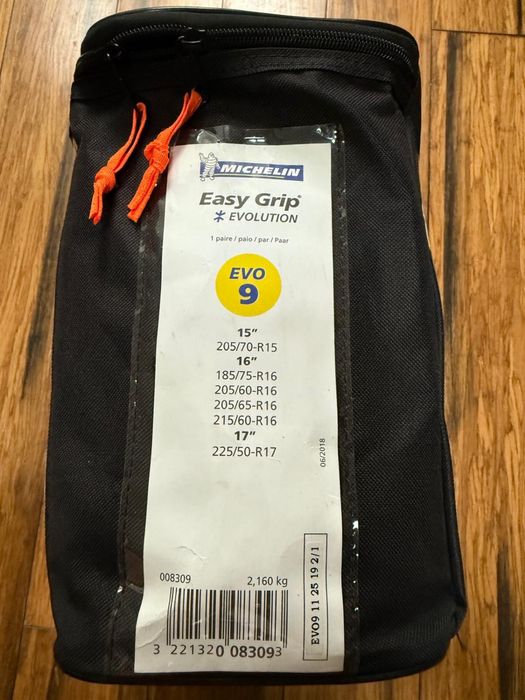 MICHELIN
Easy Grip®
EVOLUTION
1 paire / paio / par / Paar
EVO
9
15"
205/70-R15
16"
185/75-R16
205/60-R16
205/65-R16
215/60-R16
17"
225/50-R17
06/2018
EVO9 11 25 19 2/1
008309 2,160 kg
3 221320 083093